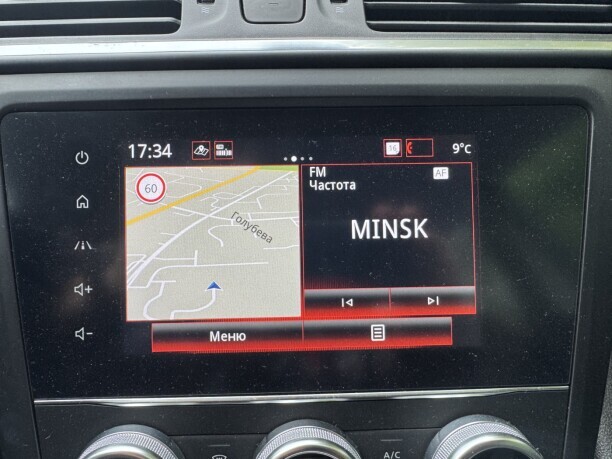 17:34
9°C
60
Голубева
FM
AF
Частота
MINSK
Меню
A/C